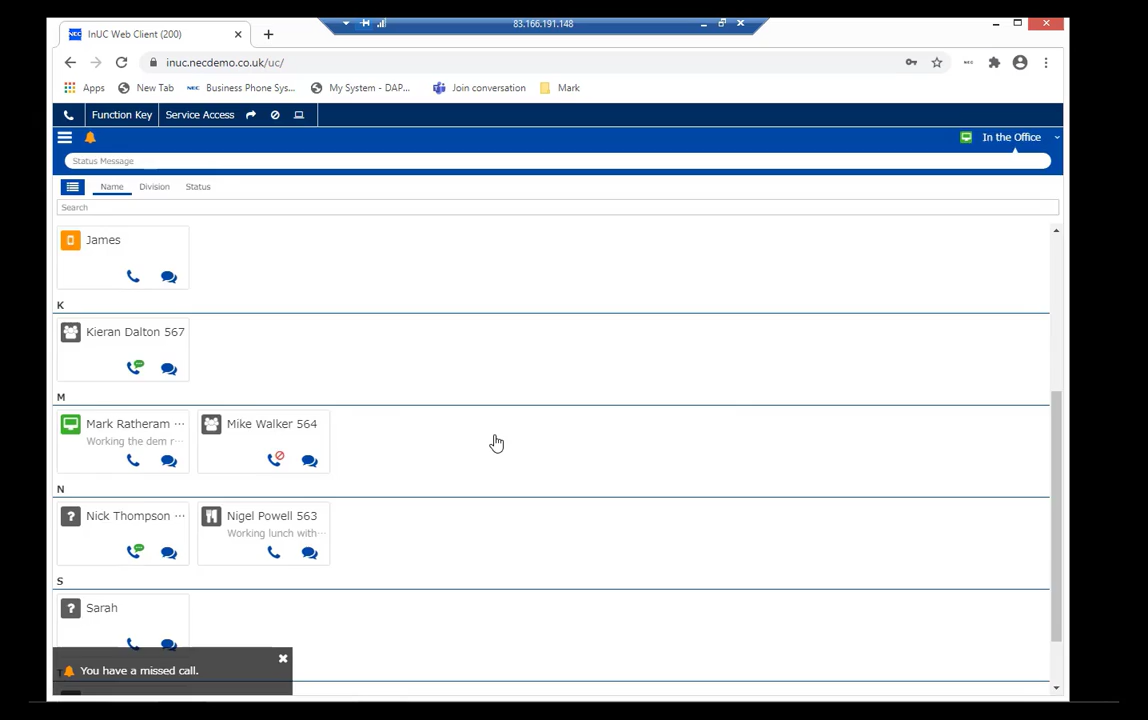 83.166.191.148
NEC InUC Web Client (200)
inuc.necdemo.co.uk/uc/
NEC
Apps New Tab NEC Business Phone Sys... My System - DAP... Join conversation Mark
Function Key Service Access
In the Office
Status Message
Name Division Status
Search
James
K
Kieran Dalton 567
M
Mark Ratheram ... Mike Walker 564
Working the dem r...
N
Nick Thompson ... Nigel Powell 563
Working lunch with...
S
Sarah
T
You have a missed call.